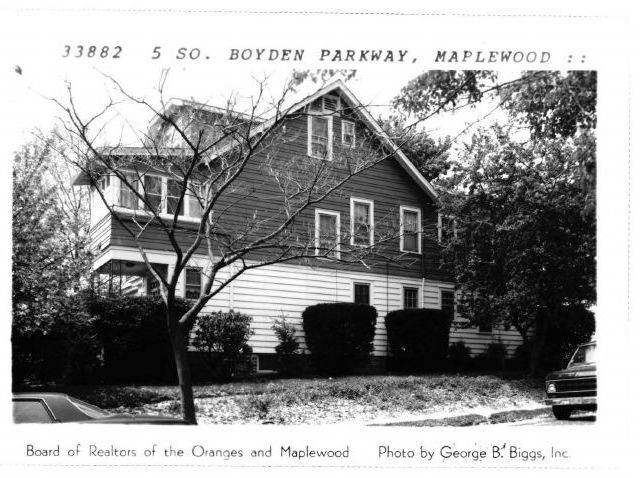 33882 5 SO. BOYDEN PARKWAY, MAPLEWOOD ::
Board of Realtors of the Oranges and Maplewood Photo by George B. Biggs, Inc.